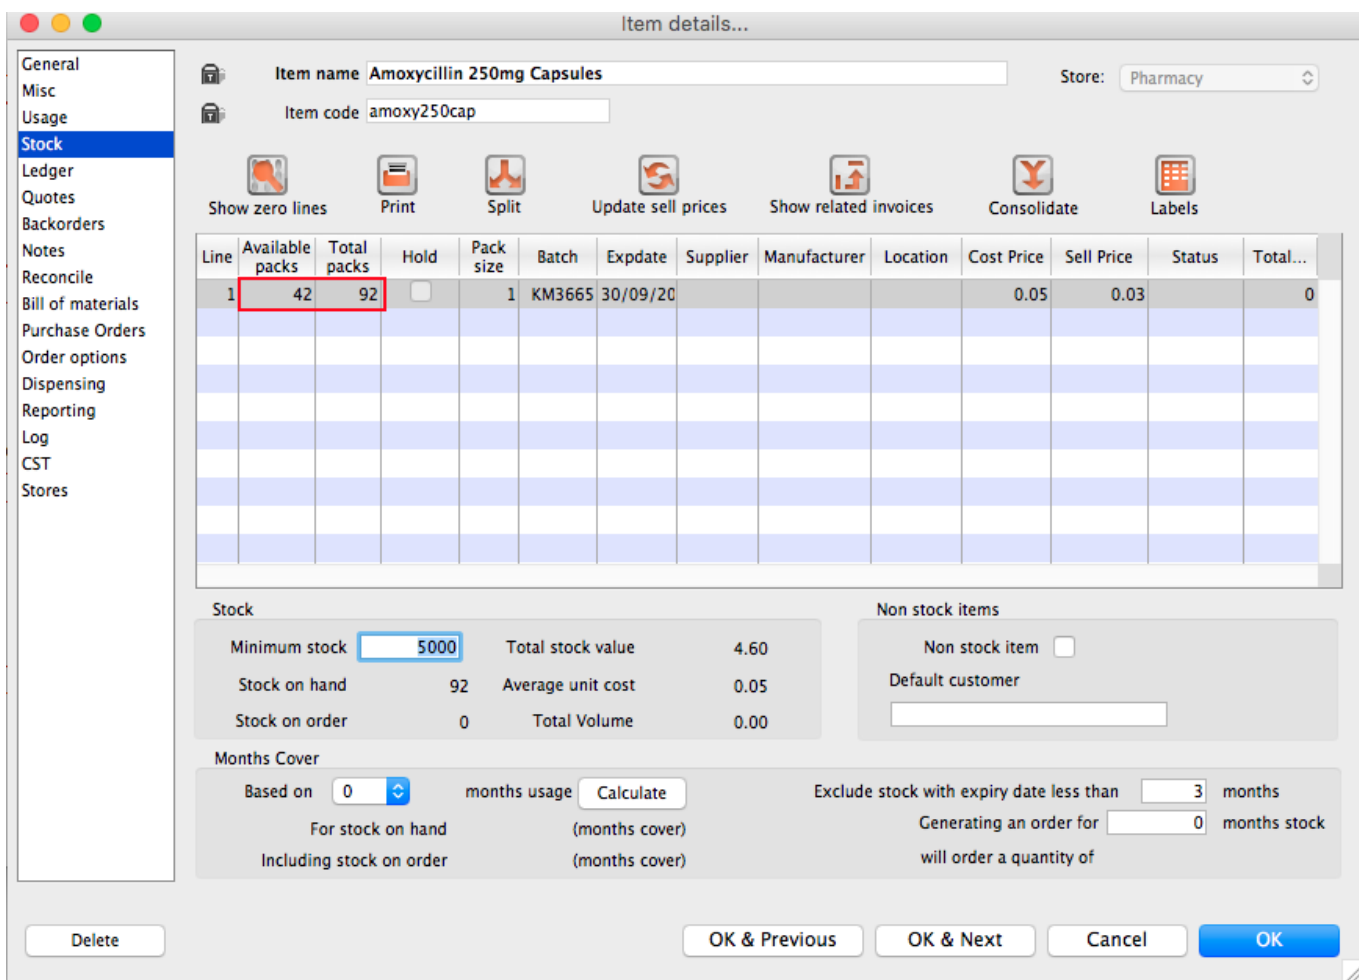 Item details...
General
Misc
Usage
Stock
Ledger
Quotes
Backorders
Notes
Reconcile
Bill of materials
Purchase Orders
Order options
Dispensing
Reporting
Log
CST
Stores
Item name Amoxycillin 250mg Capsules
Store: Pharmacy
Item code amoxy250cap
Show zero lines Print Split Update sell prices Show related invoices Consolidate Labels
Line Available packs Total packs Hold Pack size Batch Expdate Supplier Manufacturer Location Cost Price Sell Price Status Total...
1 42 92 1 KM3665 30/09/20 0.05 0.03 0
Stock
Minimum stock 5000 Total stock value 4.60
Stock on hand 92 Average unit cost 0.05
Stock on order 0 Total Volume 0.00
Non stock items
Non stock item
Default customer
Months Cover
Based on 0 months usage Calculate
For stock on hand (months cover)
Including stock on order (months cover)
Exclude stock with expiry date less than 3 months
Generating an order for 0 months stock
will order a quantity of
Delete OK & Previous OK & Next Cancel OK